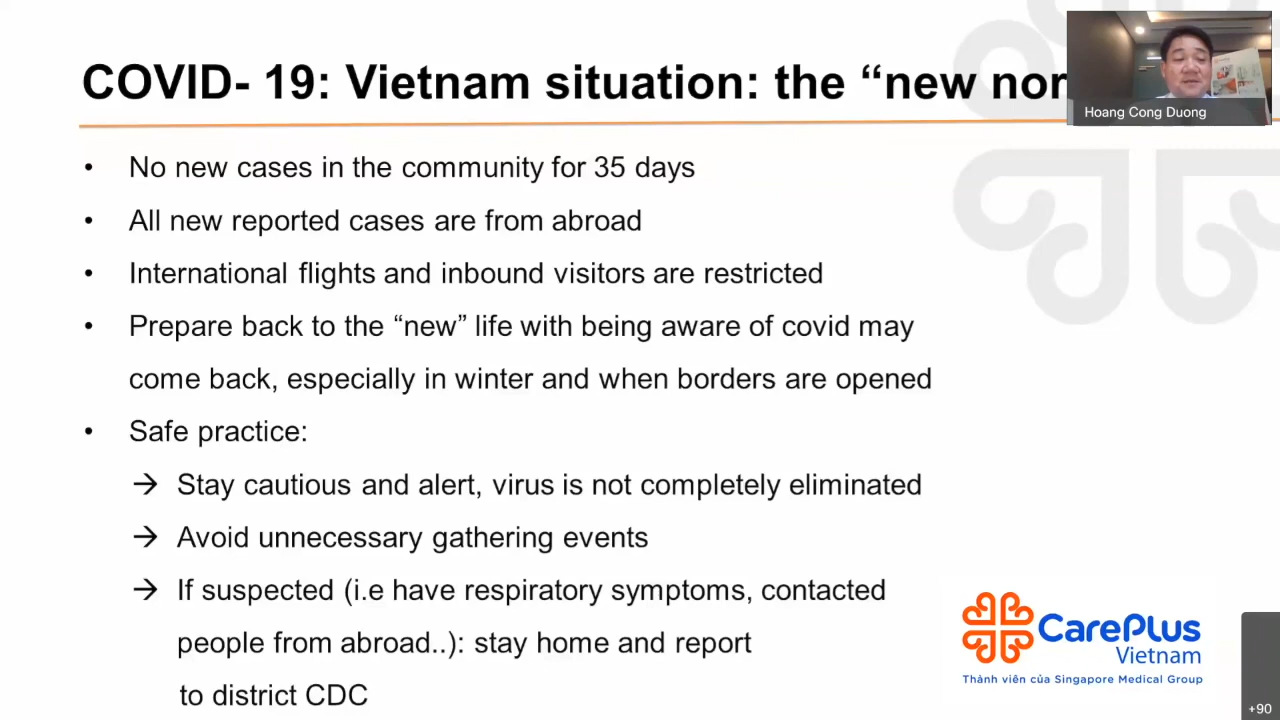 COVID- 19: Vietnam situation: the “new nor
Hoang Cong Duong
• No new cases in the community for 35 days
• All new reported cases are from abroad
• International flights and inbound visitors are restricted
• Prepare back to the “new” life with being aware of covid may
come back, especially in winter and when borders are opened
• Safe practice:
→ Stay cautious and alert, virus is not completely eliminated
→ Avoid unnecessary gathering events
→ If suspected (i.e have respiratory symptoms, contacted
people from abroad..): stay home and report
to district CDC
CarePlus
Vietnam
Thành viên của Singapore Medical Group
+90